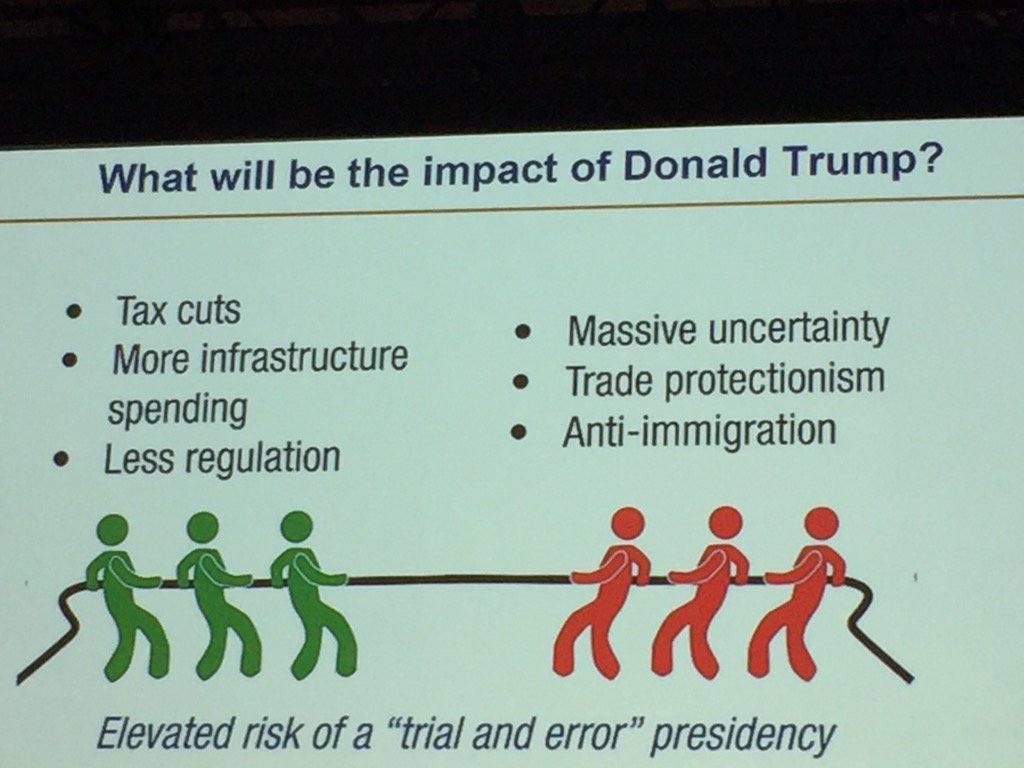 What will be the impact of Donald Trump?
• Tax cuts
• More infrastructure
spending
• Less regulation
• Massive uncertainty
• Trade protectionism
• Anti-immigration
Elevated risk of a “trial and error” presidency